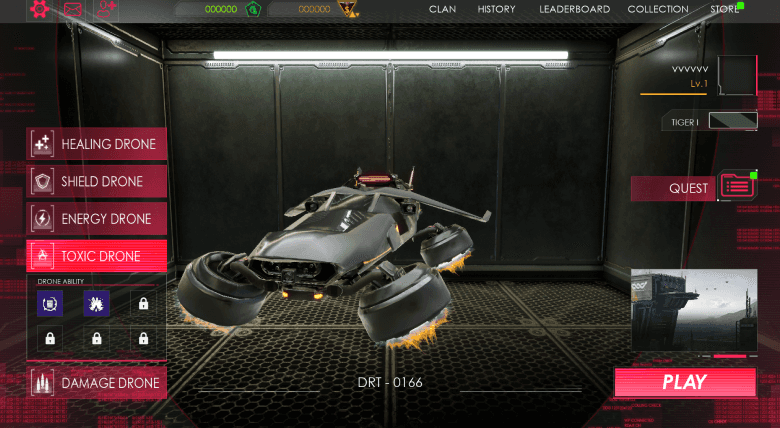 000000
000000
CLAN
HISTORY
LEADERBOARD
COLLECTION
STORE
vvvvvv
Lv.1
TIGER I
HEALING DRONE
SHIELD DRONE
QUEST
ENERGY DRONE
TOXIC DRONE
DRONE ABILITY
DAMAGE DRONE
DRT - 0166
PLAY